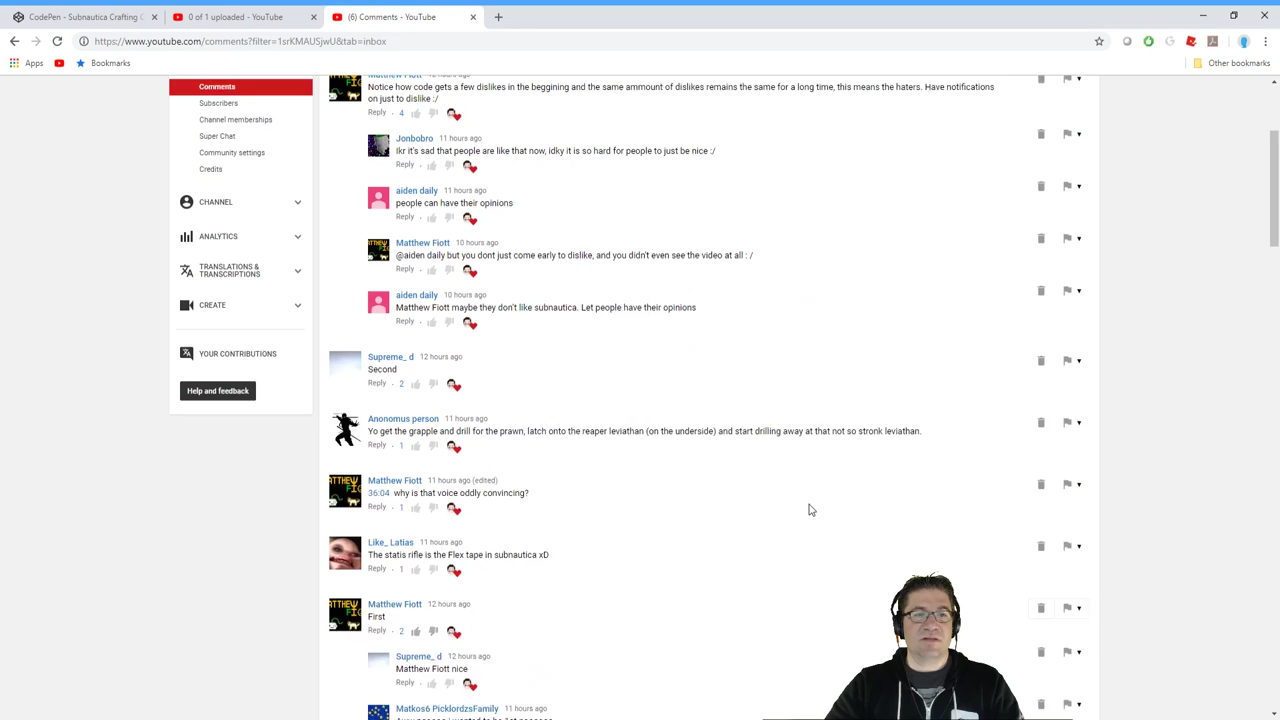 CodePen - Subnautica Crafting C
0 of 1 uploaded - YouTube
(6) Comments - YouTube
https://www.youtube.com/comments?filter=1srKMAUSjwU&tab=inbox
Apps
Bookmarks
Other bookmarks
Comments
Subscribers
Channel memberships
Super Chat
Community settings
Credits
CHANNEL
ANALYTICS
TRANSLATIONS &
TRANSCRIPTIONS
CREATE
YOUR CONTRIBUTIONS
Help and feedback
Matthew Fiott 12 hours ago
Notice how code gets a few dislikes in the beggining and the same ammount of dislikes remains the same for a long time, this means the haters. Have notifications
on just to dislike :/
Reply . 4
Jonbobro 11 hours ago
Ikr it's sad that people are like that now, idky it is so hard for people to just be nice :/
Reply .
aiden daily 11 hours ago
people can have their opinions
Reply .
Matthew Fiott 10 hours ago
@aiden daily but you dont just come early to dislike, and you didn't even see the video at all : /
Reply .
aiden daily 10 hours ago
Matthew Fiott maybe they don't like subnautica. Let people have their opinions
Reply .
Supreme_ d 12 hours ago
Second
Reply . 2
Anonomus person 11 hours ago
Yo get the grapple and drill for the prawn, latch onto the reaper leviathan (on the underside) and start drilling away at that not so stronk leviathan.
Reply . 1
Matthew Fiott 11 hours ago (edited)
36:04 why is that voice oddly convincing?
Reply . 1
Like_ Latias 11 hours ago
The statis rifle is the Flex tape in subnautica xD
Reply . 1
Matthew Fiott 12 hours ago
First
Reply . 2
Supreme_ d 12 hours ago
Matthew Fiott nice
Reply .
Matkos6 PicklordzsFamily 11 hours ago